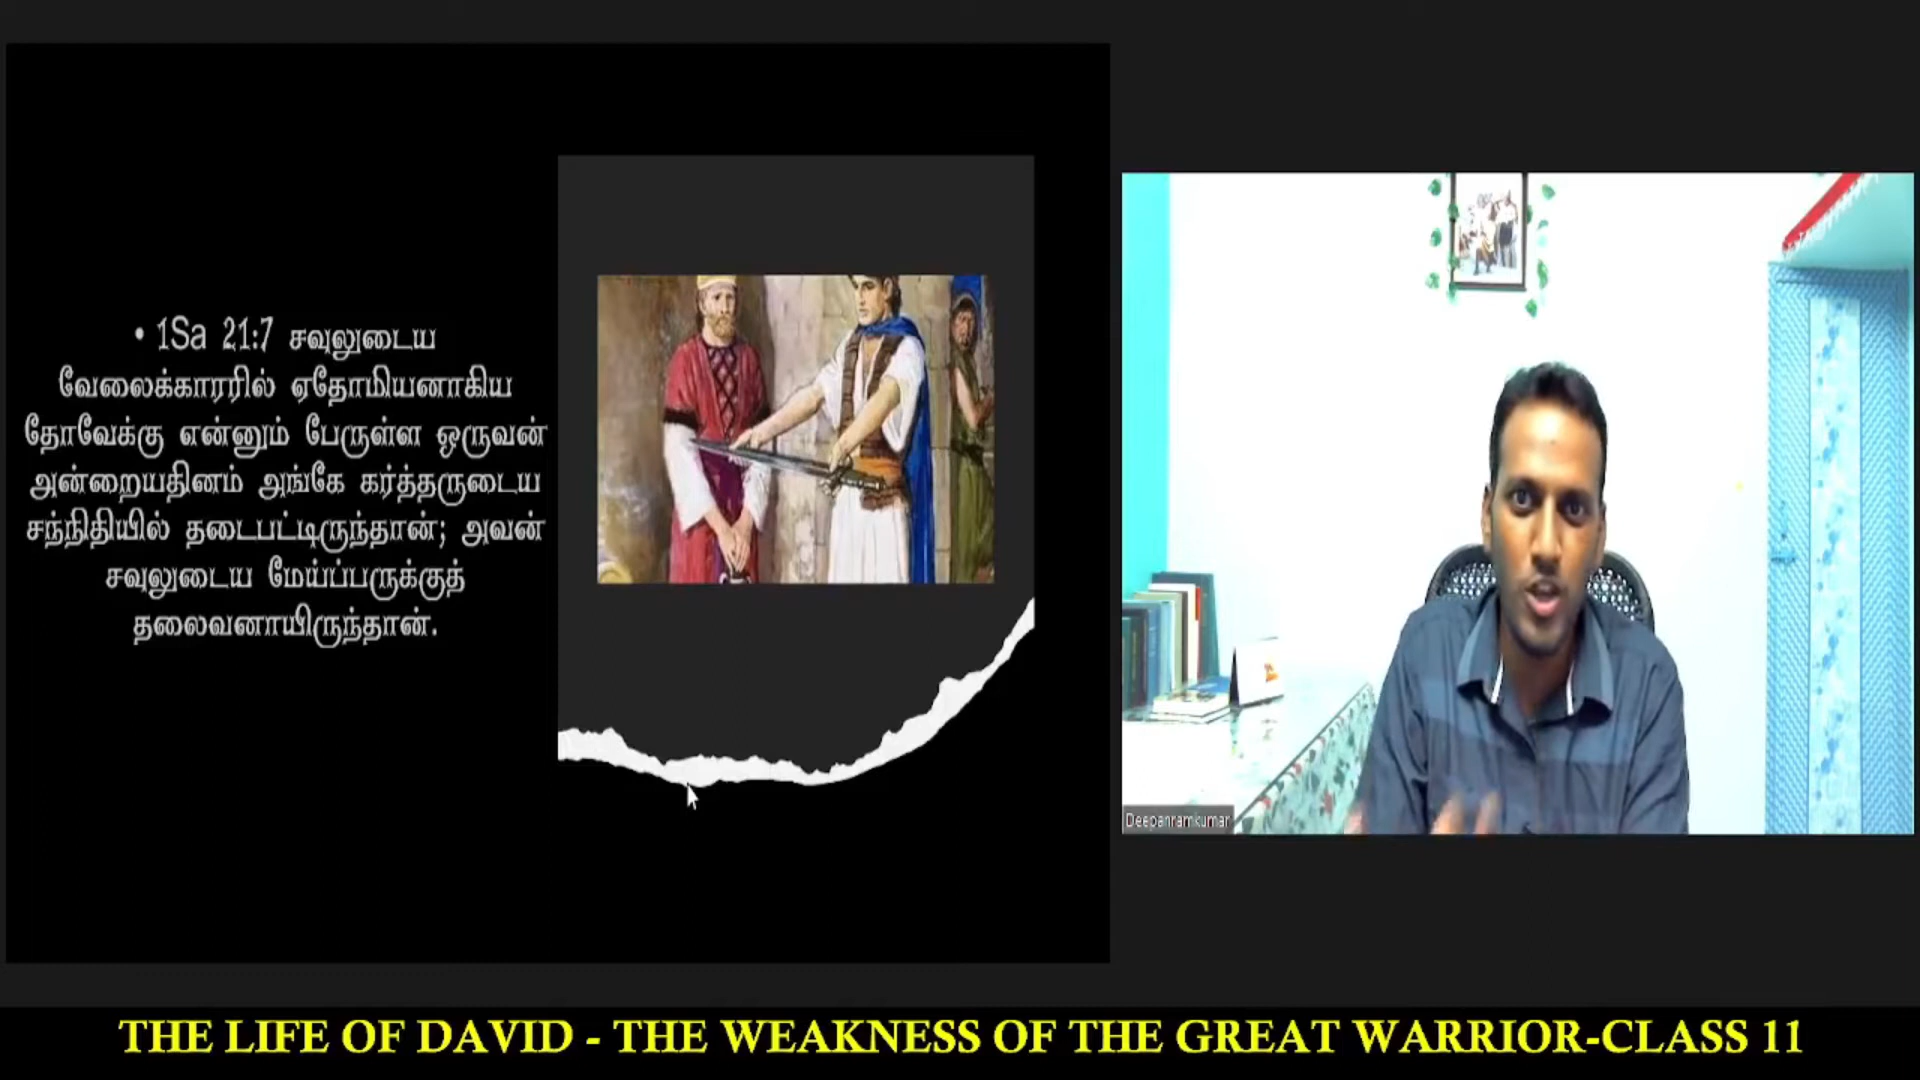 • 1Sa 21:7 சவுலுடைய
வேலைக்காரரில் ஏதோமியனாகிய
தோவேக்கு என்னும் பேருள்ள ஒருவன்
அன்றையதினம் அங்கே கர்த்தருடைய
சந்நிதியில் தடைபட்டிருந்தான்; அவன்
சவுலுடைய மேய்ப்பருக்குத்
தலைவனாயிருந்தான்.
Deepanramkumar
THE LIFE OF DAVID - THE WEAKNESS OF THE GREAT WARRIOR-CLASS 11